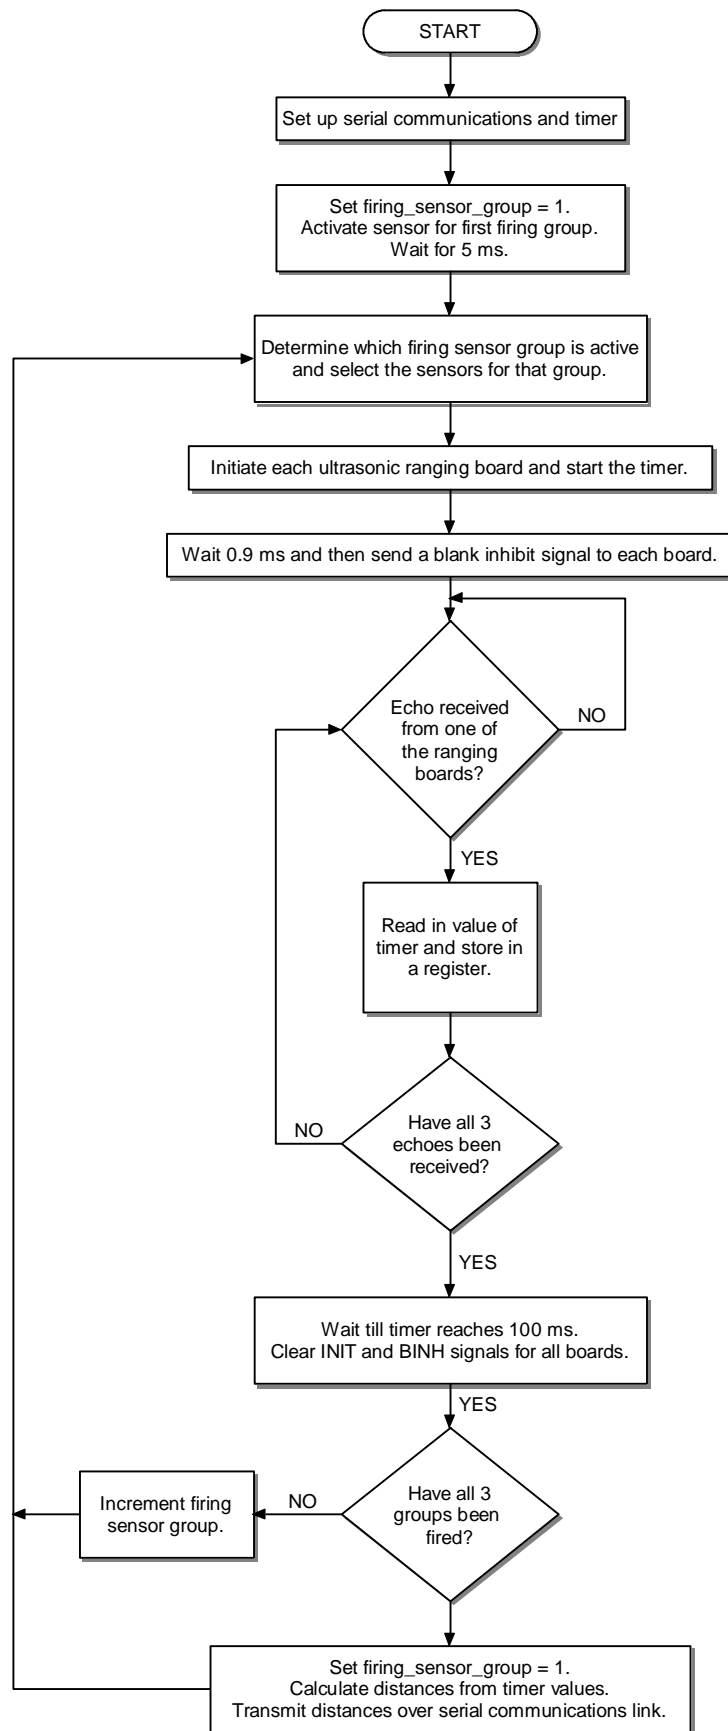 START
Set up serial communications and timer
Set firing_sensor_group = 1.
Activate sensor for first firing group.
Wait for 5 ms.
Determine which firing sensor group is active
and select the sensors for that group.
Initiate each ultrasonic ranging board and start the timer.
Wait 0.9 ms and then send a blank inhibit signal to each board.
Echo received
from one of
the ranging
boards?
NO
YES
Read in value of
timer and store in
a register.
Have all 3
echoes been
received?
NO
YES
Wait till timer reaches 100 ms.
Clear INIT and BINH signals for all boards.
YES
Have all 3
groups been
fired?
NO
Increment firing
sensor group.
Set firing_sensor_group = 1.
Calculate distances from timer values.
Transmit distances over serial communications link.